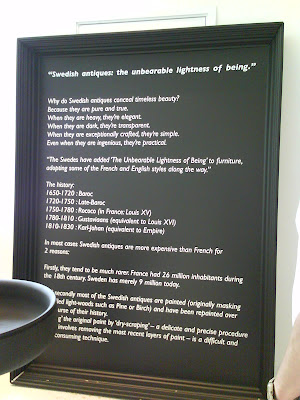 "Swedish antiques: the unbearable lightness of being."
Why do Swedish antiques conceal timeless beauty?
Because they are pure and true.
When they are heavy, they're elegant.
When they are dark, they're transparent.
When they are exceptionally crafted, they're simple.
Even when they are ingenious, they're practical.
"The Swedes have added 'The Unbearable Lightness of Being' to furniture,
adapting some of the French and English styles along the way."
The history:
1650-1720 : Baroc
1720-1750 : Late-Baroc
1750-1780 : Rococo (in France: Louis XV)
1780-1810 : Gustaviaans (equivalent to Louis XVI)
1810-1830 : Karl-Johan (equivalent to Empire)
In most cases Swedish antiques are more expensive than French for
2 reasons:
Firstly, they tend to be much rarer. France had 26 million inhabitants during
the 18th century. Sweden has merely 9 million today.
secondly most of the Swedish antiques are painted (originally masking
light-woods such as Pine or Birch) and have been repainted over
urse of their history.
the original paint by 'dry-scraping' – a delicate and precise procedure
involves removing the most recent layers of paint – is a difficult and
consuming technique.